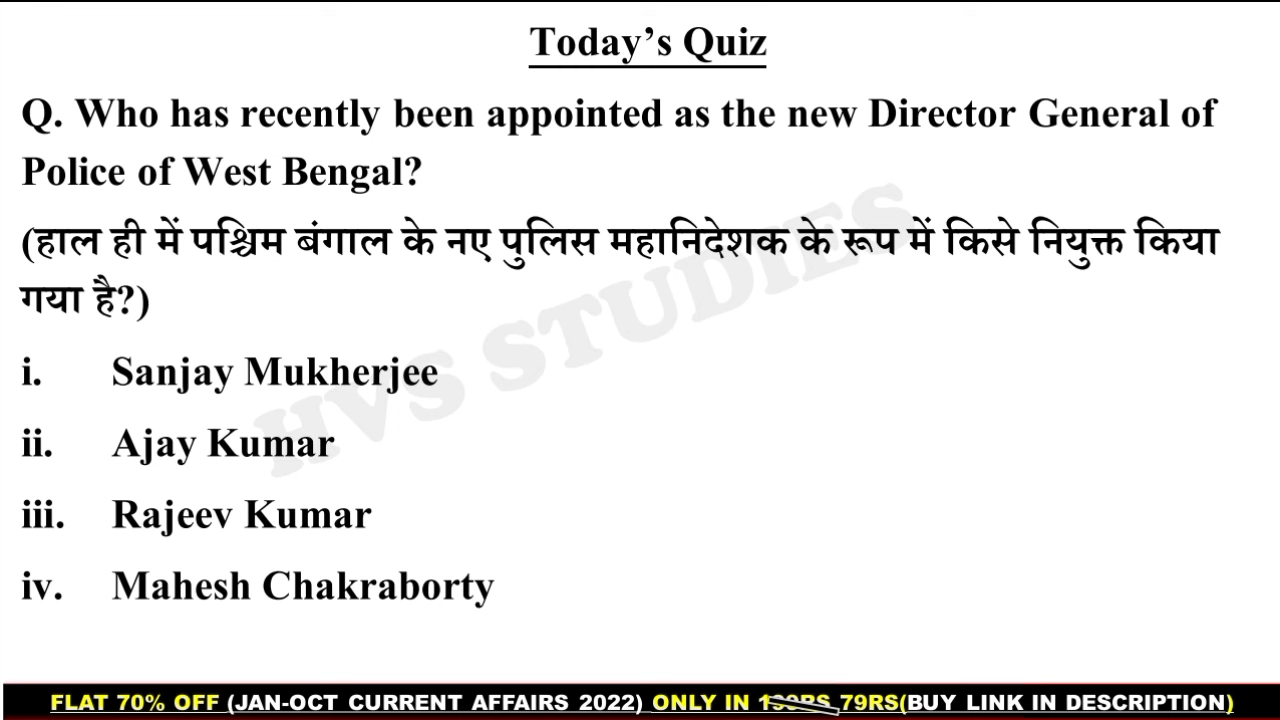 Today’s Quiz
Q. Who has recently been appointed as the new Director General of
Police of West Bengal?
(हाल ही में पश्चिम बंगाल के नए पुलिस महानिदेशक के रूप में किसे नियुक्त किया
गया है?)
HVS STUDIES
i. Sanjay Mukherjee
ii. Ajay Kumar
iii. Rajeev Kumar
iv. Mahesh Chakraborty
FLAT 70% OFF (JAN-OCT CURRENT AFFAIRS 2022) ONLY IN 79RS(BUY LINK IN DESCRIPTION)